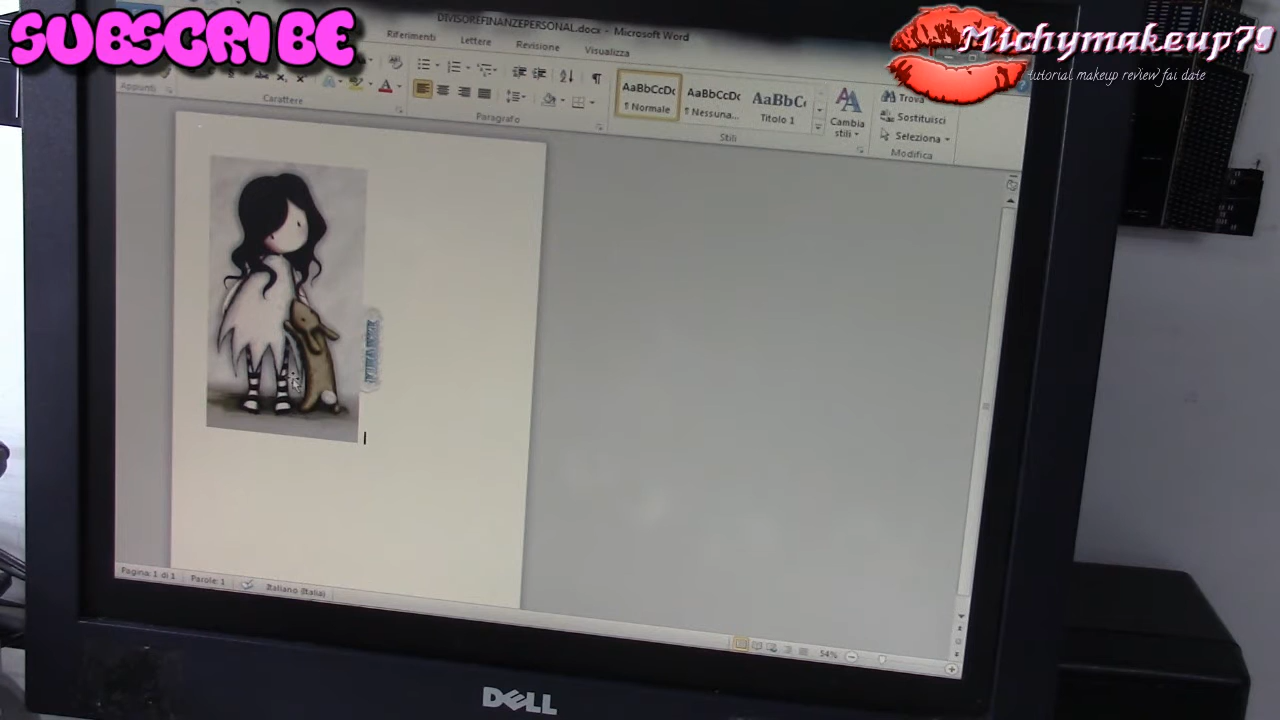 SUBSCRIBE
Michymakeup79
tutorial makeup review fai date
DIVISOREFINANZEPERSONAL.docx - Microsoft Word
Riferimenti
Lettere
Revisione
Visualizza
AaBbCcDc
AaBbCcDc
AaBbCc
¶ Normale
¶ Nessuna...
Titolo 1
Cambia
stili
Trova
Sostituisci
Seleziona
Appunti
Carattere
Paragrafo
Stili
Modifica
Pagina: 1 di 1
Parole: 1
Italiano (Italia)
54%
DELL